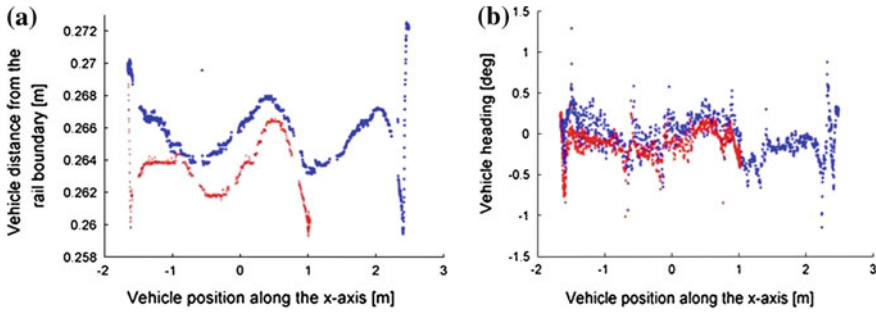 (a)
Vehicle distance from the
rail boundary [m]
0.272
0.27
0.268
0.266
0.264
0.262
0.26
0.258
-2 -1 0 1 2 3
Vehicle position along the x-axis [m]
(b)
Vehicle heading [deg]
1.5
1
0.5
0
-0.5
-1
-1.5
-2 -1 0 1 2 3
Vehicle position along the x-axis [m]